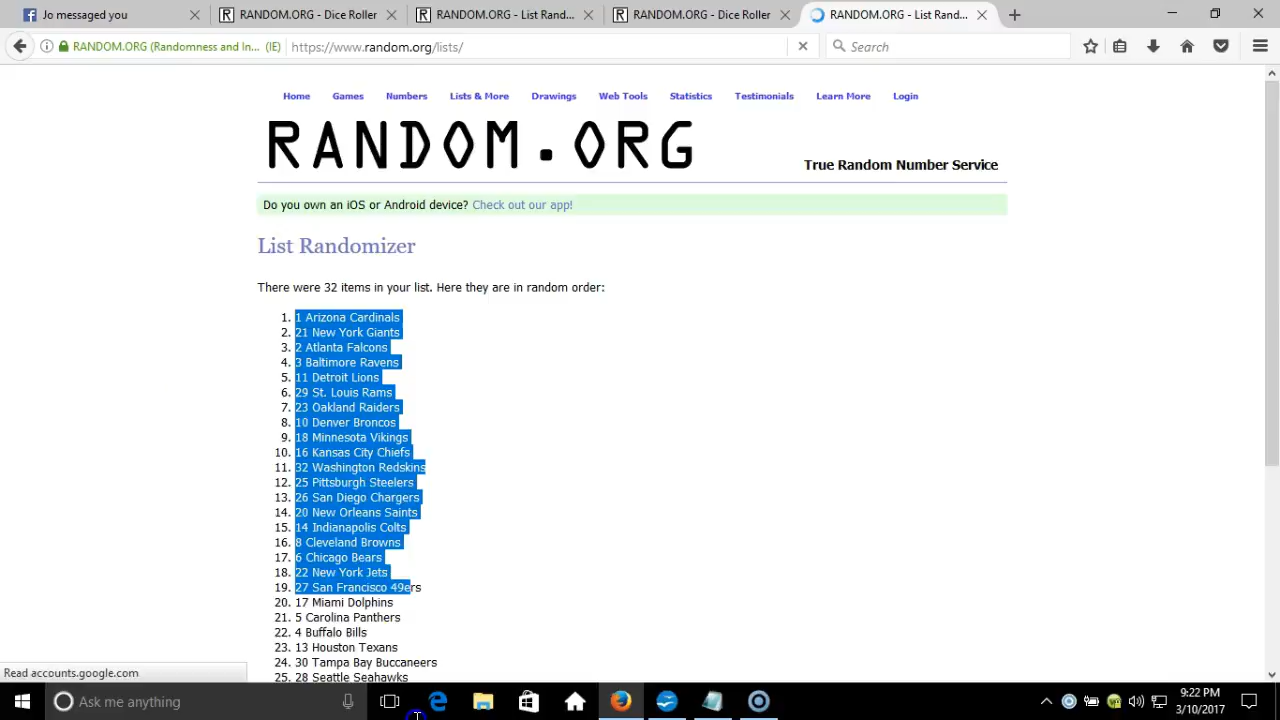 Jo messaged you
RANDOM.ORG - Dice Roller
RANDOM.ORG - List Rand...
RANDOM.ORG - Dice Roller
RANDOM.ORG - List Rand...
RANDOM.ORG (Randomness and In... (IE)
https://www.random.org/lists/
Search
Home Games Numbers Lists & More Drawings Web Tools Statistics Testimonials Learn More Login
RANDOM.ORG
True Random Number Service
Do you own an iOS or Android device? Check out our app!
List Randomizer
There were 32 items in your list. Here they are in random order:
1. 1 Arizona Cardinals
2. 21 New York Giants
3. 2 Atlanta Falcons
4. 3 Baltimore Ravens
5. 11 Detroit Lions
6. 29 St. Louis Rams
7. 23 Oakland Raiders
8. 10 Denver Broncos
9. 18 Minnesota Vikings
10. 16 Kansas City Chiefs
11. 32 Washington Redskins
12. 25 Pittsburgh Steelers
13. 26 San Diego Chargers
14. 20 New Orleans Saints
15. 14 Indianapolis Colts
16. 8 Cleveland Browns
17. 6 Chicago Bears
18. 22 New York Jets
19. 27 San Francisco 49ers
20. 17 Miami Dolphins
21. 5 Carolina Panthers
22. 4 Buffalo Bills
23. 13 Houston Texans
24. 30 Tampa Bay Buccaneers
25. 28 Seattle Seahawks
Read accounts.google.com
Ask me anything
9:22 PM
3/10/2017